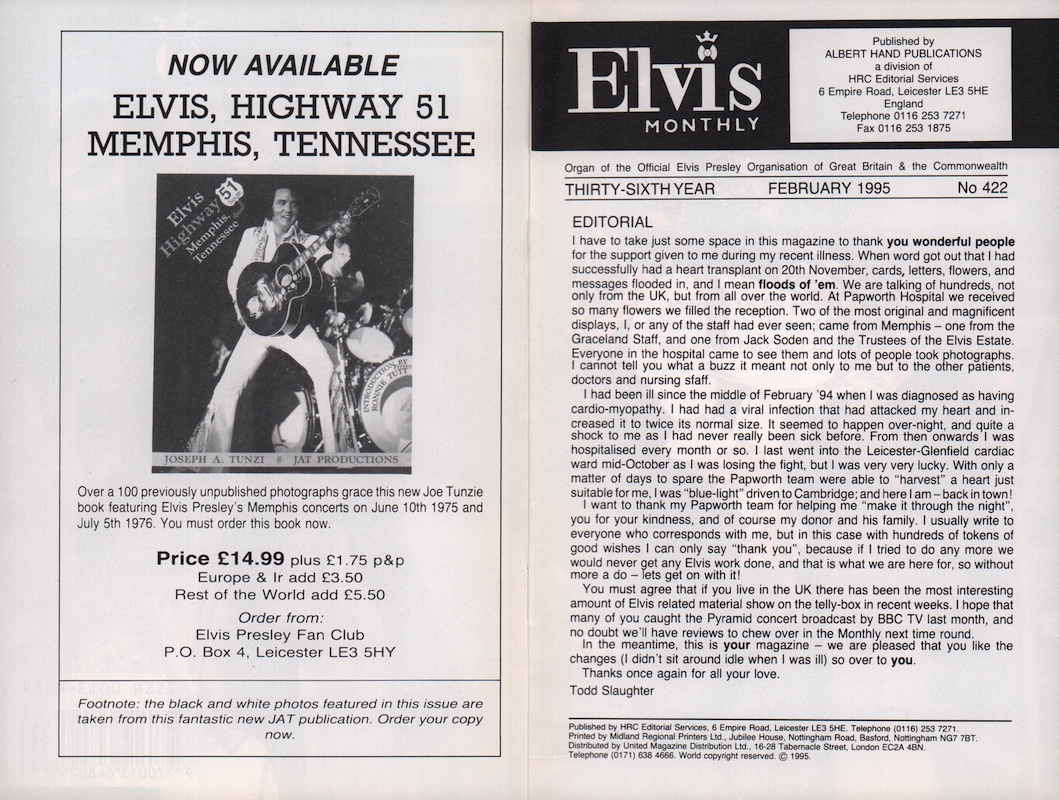 NOW AVAILABLE
ELVIS, HIGHWAY 51
MEMPHIS, TENNESSEE
Elvis
Highway 51
Memphis,
Tennessee
INTRODUCTION BY
RONNIE TUTT
JOSEPH A. TUNZI JAT PRODUCTIONS
Over a 100 previously unpublished photographs grace this new Joe Tunzie
book featuring Elvis Presley's Memphis concerts on June 10th 1975 and
July 5th 1976. You must order this book now.
Price £14.99 plus £1.75 p&p
Europe & Ir add £3.50
Rest of the World add £5.50
Order from:
Elvis Presley Fan Club
P.O. Box 4, Leicester LE3 5HY
Footnote: the black and white photos featured in this issue are
taken from this fantastic new JAT publication. Order your copy
now.
Elvis
MONTHLY
Published by
ALBERT HAND PUBLICATIONS
a division of
HRC Editorial Services
6 Empire Road, Leicester LE3 5HE
England
Telephone 0116 253 7271
Fax 0116 253 1875
Organ of the Official Elvis Presley Organisation of Great Britain & the Commonwealth
THIRTY-SIXTH YEAR FEBRUARY 1995 No 422
EDITORIAL
I have to take just some space in this magazine to thank you wonderful people
for the support given to me during my recent illness. When word got out that I had
successfully had a heart transplant on 20th November, cards, letters, flowers, and
messages flooded in, and I mean floods of 'em. We are talking of hundreds, not
only from the UK, but from all over the world. At Papworth Hospital we received
so many flowers we filled the reception. Two of the most original and magnificent
displays, I, or any of the staff had ever seen; came from Memphis – one from the
Graceland Staff, and one from Jack Soden and the Trustees of the Elvis Estate.
Everyone in the hospital came to see them and lots of people took photographs.
I cannot tell you what a buzz it meant not only to me but to the other patients,
doctors and nursing sfaff.
I had been ill since the middle of February '94 when I was diagnosed as having
cardio-myopathy. I had had a viral infection that had attacked my heart and in-
creased it to twice its normal size. It seemed to happen over-night, and quite a
shock to me as I had never really been sick before. From then onwards I was
hospitalised every month or so. I last went into the Leicester-Glenfield cardiac
ward mid-October as I was losing the fight, but I was very very lucky. With only a
matter of days to spare the Papworth team were able to "harvest" a heart just
suitable for me, I was "blue-light" driven to Cambridge; and here I am – back in town!
I want to thank my Papworth team for helping me "make it through the night",
you for your kindness, and of course my donor and his family. I usually write to
everyone who corresponds with me, but in this case with hundreds of tokens of
good wishes I can only say "thank you", because if I tried to do any more we
would never get any Elvis work done, and that is what we are here for, so without
more a do – lets get on with it!
You must agree that if you live in the UK there has been the most interesting
amount of Elvis related material show on the telly-box in recent weeks. I hope that
many of you caught the Pyramid concert broadcast by BBC TV last month, and
no doubt we'll have reviews to chew over in the Monthly next time round.
In the meantime, this is your magazine – we are pleased that you like the
changes (I didn't sit around idle when I was ill) so over to you.
Thanks once again for all your love.
Todd Slaughter
Published by HRC Editorial Services, 6 Empire Road, Leicester LE3 5HE. Telephone (0116) 253 7271.
Printed by Midland Regional Printers Ltd., Jubilee House, Nottingham Road, Basford, Nottingham NG7 7BT.
Distributed by United Magazine Distribution Ltd., 16-28 Tabernacle Street, London EC2A 4BN.
Telephone (0171) 638 4666. World copyright reserved. © 1995.